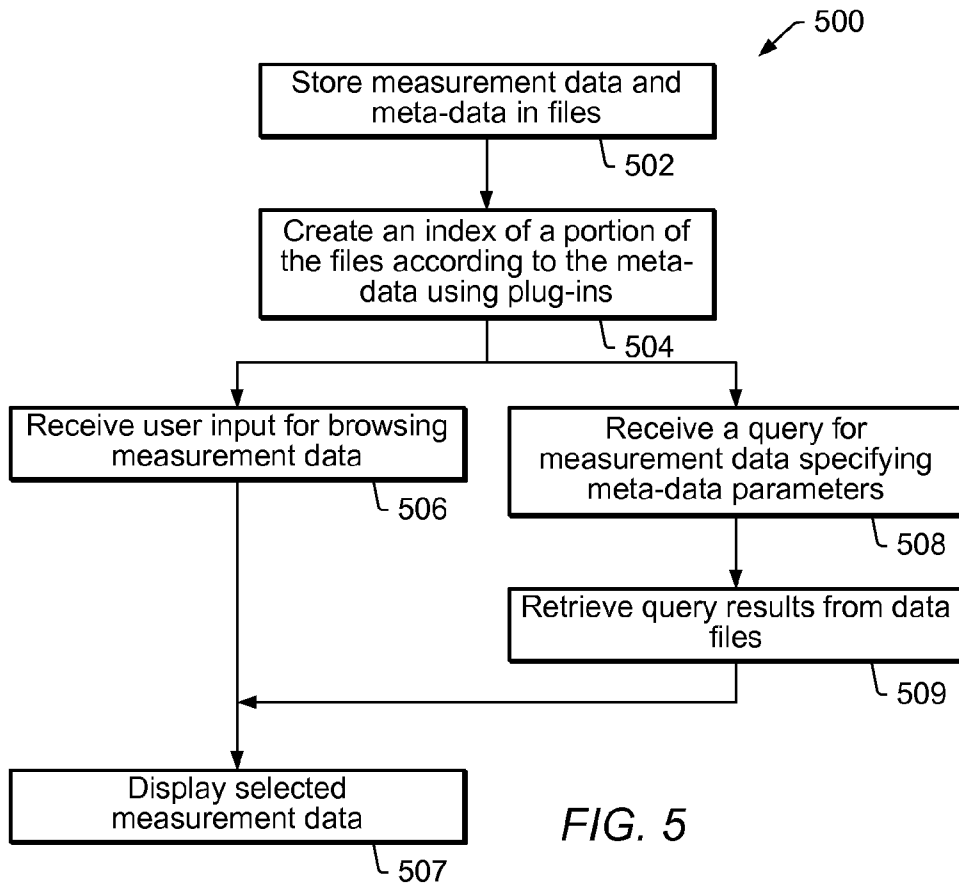 500
Store measurement data and
meta-data in files
502
Create an index of a portion of
the files according to the meta-
data using plug-ins
504
Receive user input for browsing
measurement data
506
Receive a query for
measurement data specifying
meta-data parameters
508
Retrieve query results from data
files
509
Display selected
measurement data
507
FIG. 5